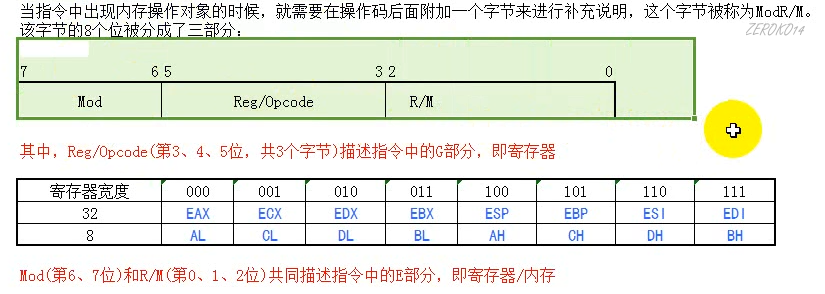 当指令中出现内存操作对象的时候，就需要在操作码后面附加一个字节来进行补充说明，这个字节被称为ModR/M。
该字节的8个位被分成了三部分：
ZEROK014
7 6 5 3 2 0
Mod Reg/Opcode R/M
其中，Reg/Opcode(第3、4、5位，共3个字节)描述指令中的G部分，即寄存器
寄存器宽度 000 001 010 011 100 101 110 111
32 EAX ECX EDX EBX ESP EBP ESI EDI
8 AL CL DL BL AH CH DH BH
Mod(第6、7位)和R/M(第0、1、2位)共同描述指令中的E部分，即寄存器/内存